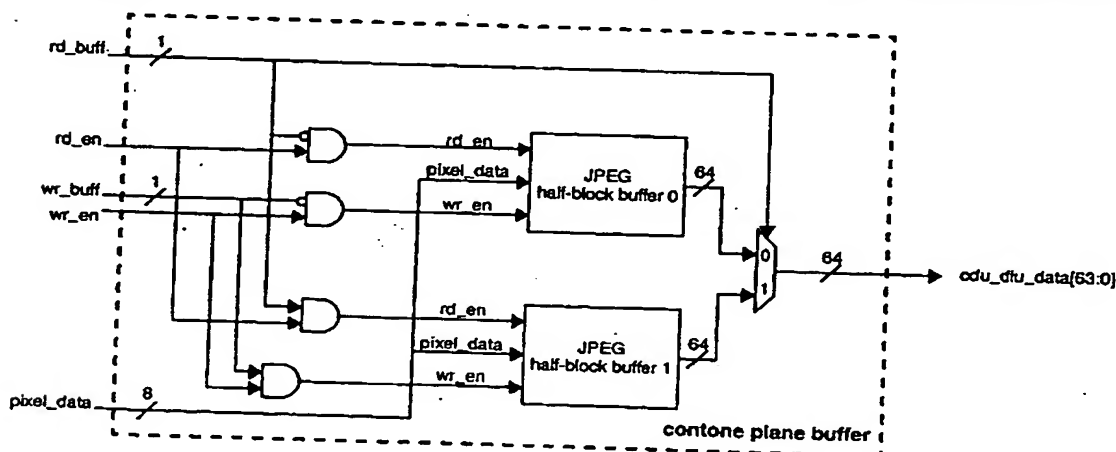 rd_buff
1
rd_en
rd_en
pixel_data
JPEG
half-block buffer 0
64
wr_buff
1
wr_en
wr_en
0
1
64
cdu_diu_data[63:0]
rd_en
pixel_data
JPEG
half-block buffer 1
64
wr_en
pixel_data
8
contone plane buffer